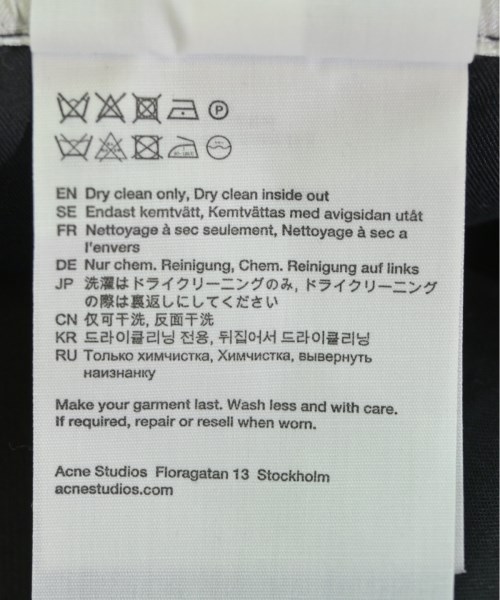 P
EN Dry clean only, Dry clean inside out
SE Endast kemtvätt, Kemtvättas med avigsidan utåt
FR Nettoyage à sec seulement, Nettoyage à sec a
l'envers
DE Nur chem. Reinigung, Chem. Reinigung auf links
JP 洗濯はドライクリーニングのみ, ドライクリーニング
の際は裏返しにしてください
CN 仅可干洗, 反面干洗
KR 드라이클리닝 전용, 뒤집어서 드라이클리닝
RU Только химчистка, Химчистка, вывернуть
наизнанку
Make your garment last. Wash less and with care.
If required, repair or resell when worn.
Acne Studios Floragatan 13 Stockholm
acnestudios.com